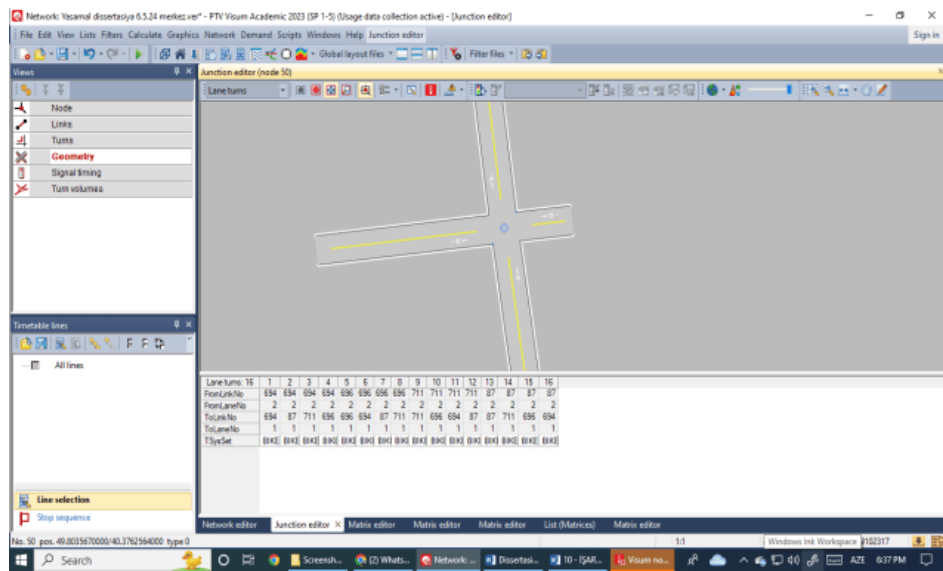 Network: Yasamal dissertasiya 6.5.24 merkez.ver* - PTV Visum Academic 2023 (SP 1-5) (Usage data collection active) - [Junction editor]
File Edit View Lists Filters Calculate Graphics Network Demand Scripts Windows Help Junction editor
Sign in
Global layout files
Filter files
Views
Junction editor (node 50)
Lane turns
Node
Links
Turns
Geometry
Signal timing
Turn volumes
Timetable lines
All lines
Lane turns: 16 1 2 3 4 5 6 7 8 9 10 11 12 13 14 15 16
FromLinkNo 694 694 694 694 696 696 696 696 711 711 711 711 87 87 87 87
FromLaneNo 2 2 2 2 2 2 2 2 2 2 2 2 2 2 2 2
ToLinkNo 694 87 711 696 696 694 87 711 711 696 694 87 87 711 696 694
ToLaneNo 1 1 1 1 1 1 1 1 1 1 1 1 1 1 1 1
TSysSet
Line selection
Stop sequence
Network editor Junction editor Matrix editor Matrix editor Matrix editor List (Matrices) Matrix editor
No. 50 pos. 49.8035670000/40.3762564000 type 0
1:1
Windows Ink Workspace
Search
Screensh...
(2) Whats...
Network: ...
Dissertasi...
10 - İŞAR...
Visum no...
AZE
6:37 PM